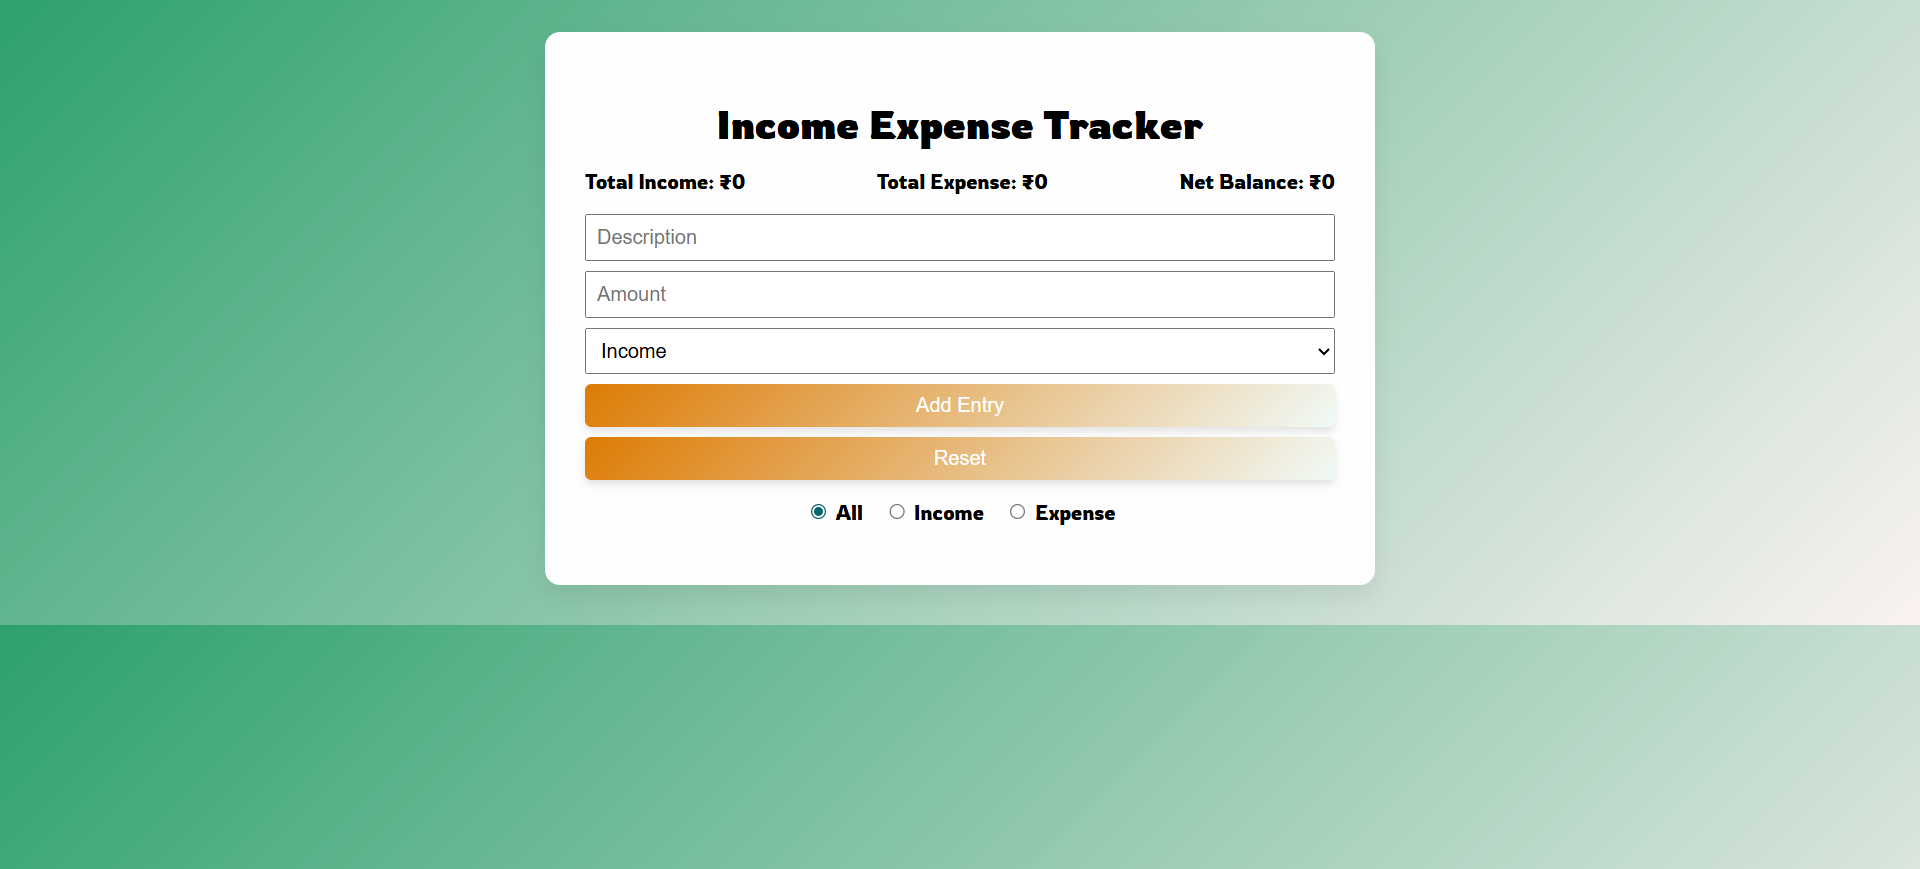 Income Expense Tracker
Total Income: ₹0 Total Expense: ₹0 Net Balance: ₹0
Description
Amount
Income
Add Entry
Reset
All Income Expense